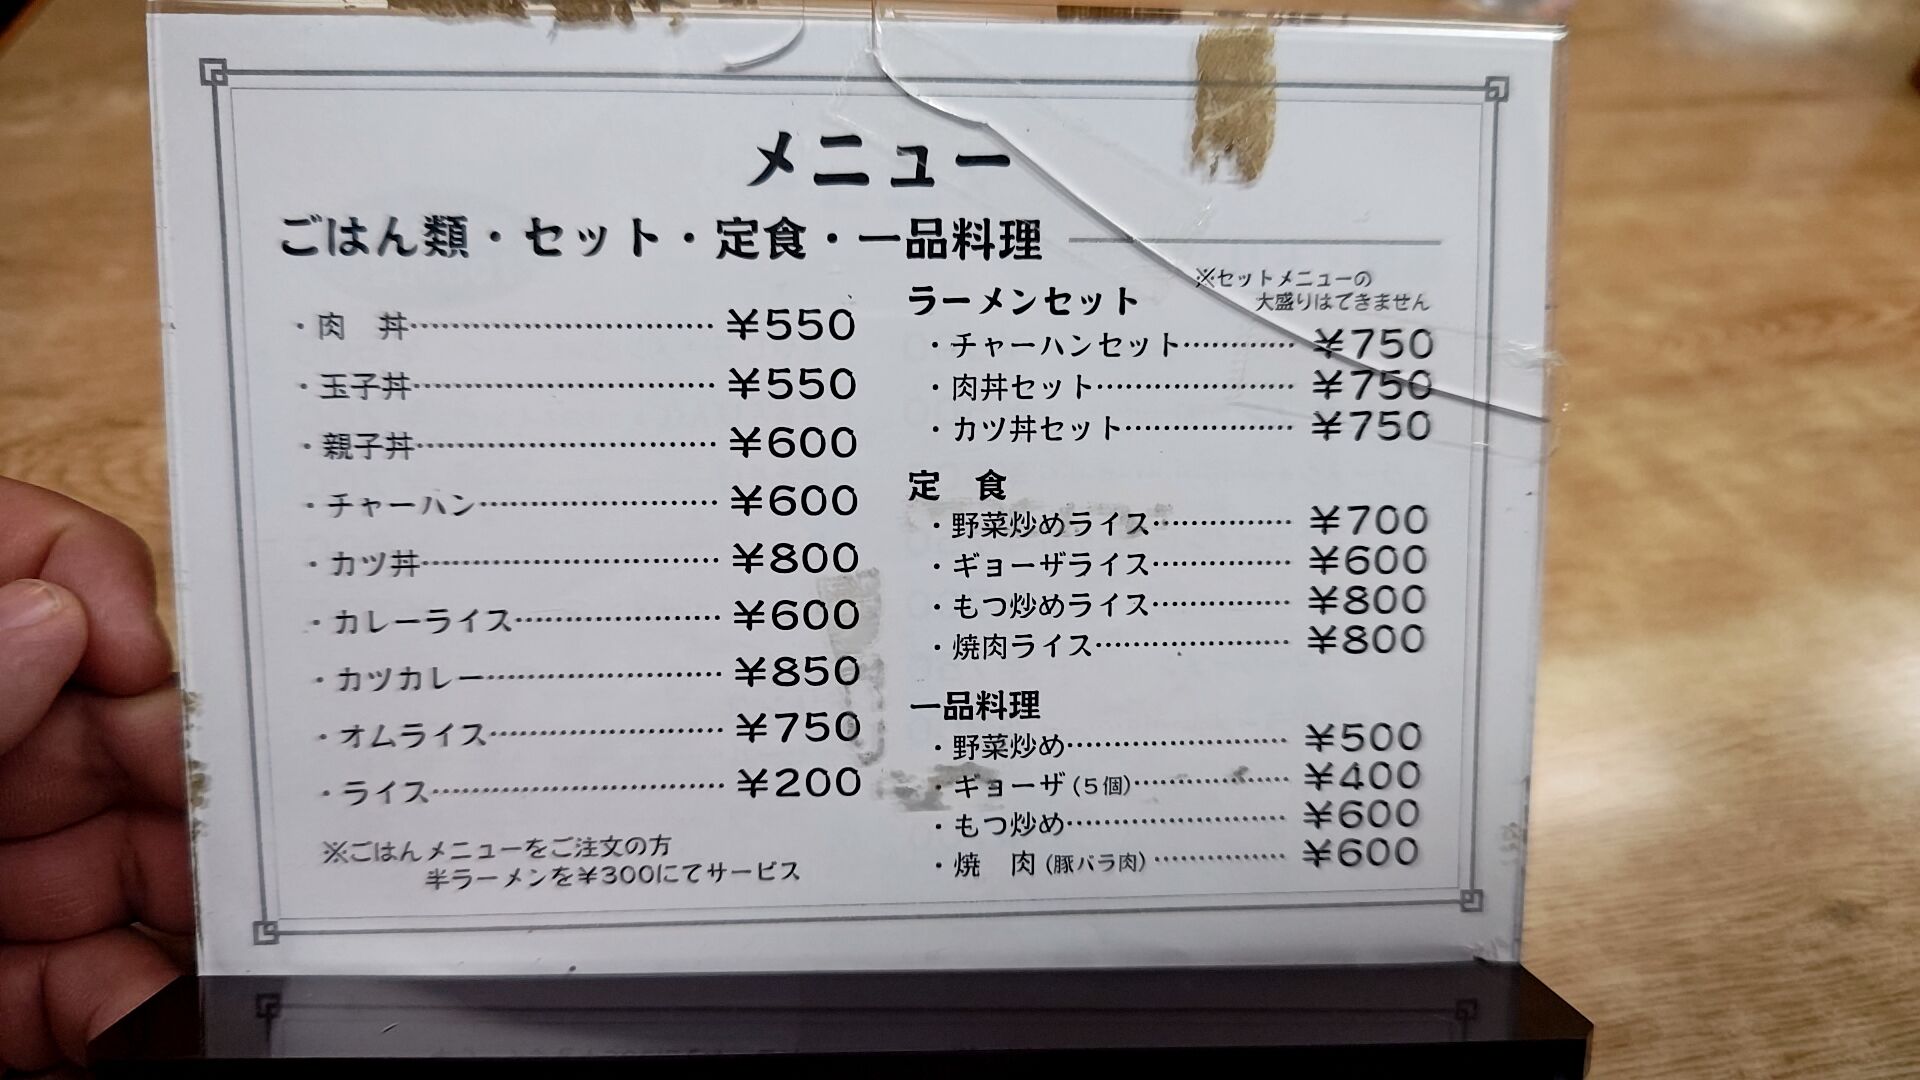 メニュー
ごはん類・セット・定食・一品料理
・肉　丼……………………………¥550
・玉子丼……………………………¥550
・親子丼……………………………¥600
・チャーハン………………………¥600
・カツ丼……………………………¥800
・カレーライス……………………¥600
・カツカレー………………………¥850
・オムライス………………………¥750
・ライス……………………………¥200
※ごはんメニューをご注文の方
半ラーメンを¥300にてサービス
※セットメニューの
大盛りはできません
ラーメンセット
・チャーハンセット…………¥750
・肉丼セット…………………¥750
・カツ丼セット………………¥750
定　食
・野菜炒めライス……………¥700
・ギョーザライス……………¥600
・もつ炒めライス……………¥800
・焼肉ライス…………………¥800
一品料理
・野菜炒め……………………¥500
・ギョーザ(5個)………………¥400
・もつ炒め……………………¥600
・焼　肉(豚バラ肉)……………¥600